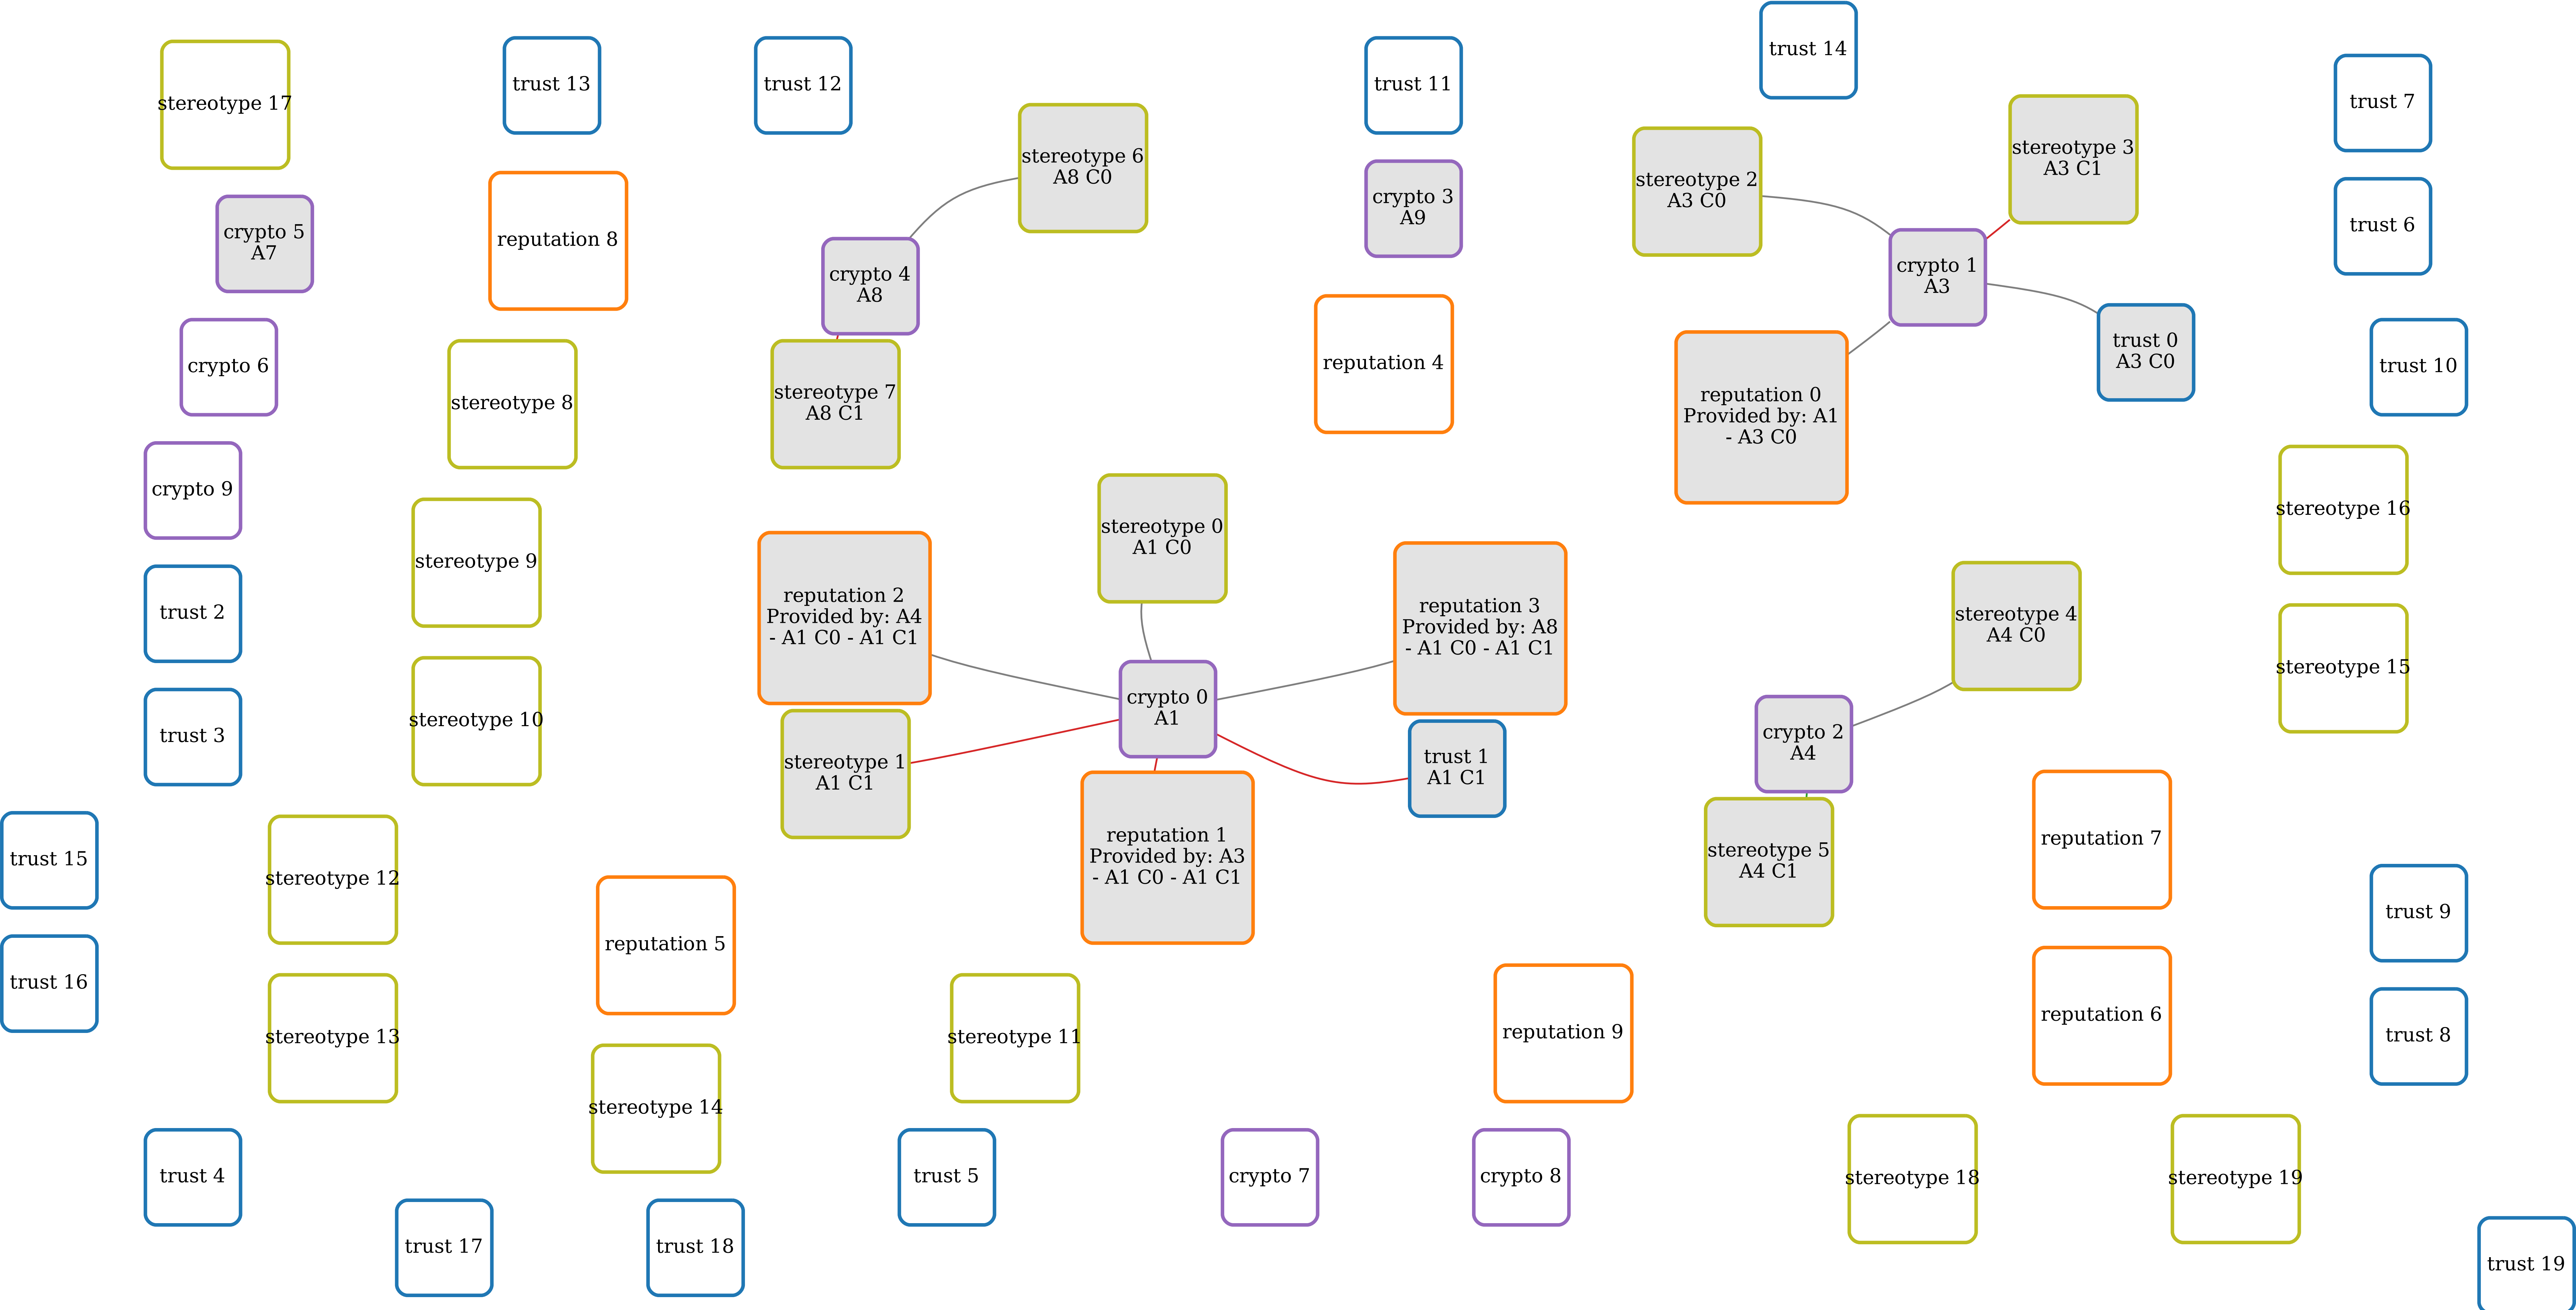 trust 14
stereotype 17
trust 13
trust 12
trust 11
trust 7
stereotype 6
A8 C0
stereotype 3
A3 C1
stereotype 2
A3 C0
crypto 3
A9
trust 6
crypto 5
A7
reputation 8
crypto 4
A8
crypto 1
A3
trust 0
A3 C0
crypto 6
reputation 4
trust 10
stereotype 8
stereotype 7
A8 C1
reputation 0
Provided by: A1
- A3 C0
crypto 9
stereotype 0
A1 C0
stereotype 16
stereotype 9
trust 2
reputation 2
Provided by: A4
- A1 C0 - A1 C1
reputation 3
Provided by: A8
- A1 C0 - A1 C1
stereotype 4
A4 C0
stereotype 15
stereotype 10
crypto 0
A1
trust 3
crypto 2
A4
stereotype 1
A1 C1
trust 1
A1 C1
reputation 1
Provided by: A3
- A1 C0 - A1 C1
stereotype 5
A4 C1
reputation 7
trust 15
stereotype 12
trust 9
reputation 5
trust 16
stereotype 13
stereotype 11
reputation 9
reputation 6
trust 8
stereotype 14
trust 4
trust 5
crypto 7
crypto 8
stereotype 18
stereotype 19
trust 17
trust 18
trust 19